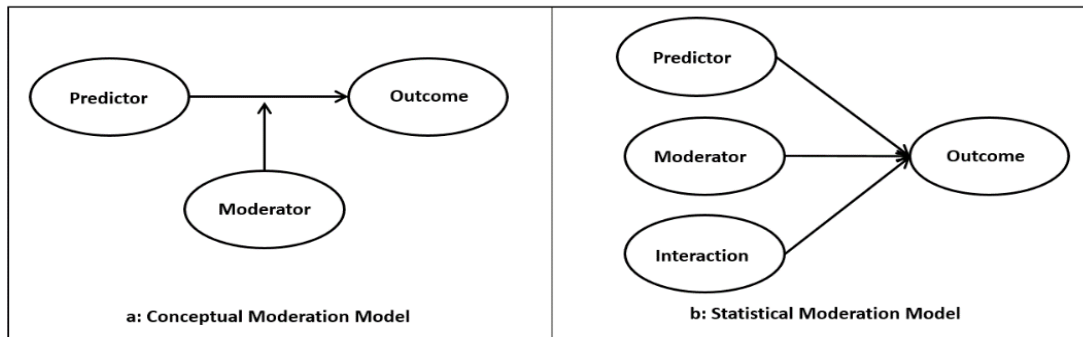 Predictor
Outcome
Moderator
a: Conceptual Moderation Model
Predictor
Moderator
Outcome
Interaction
b: Statistical Moderation Model